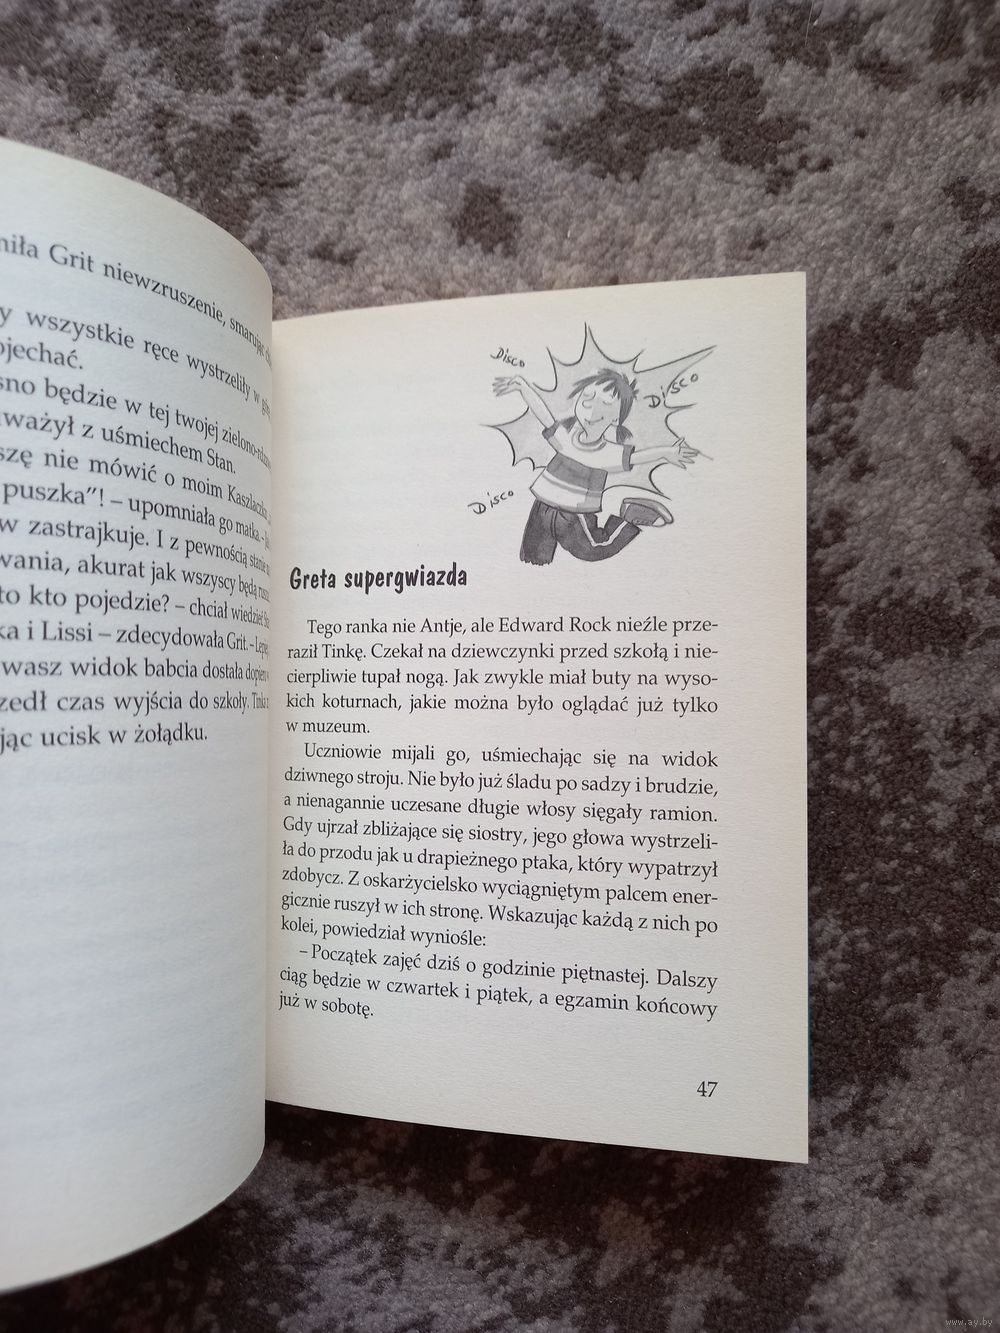 miła Grit niewzruszenie, smarując
y wszystkie ręce wystrzeliły w
ojechać.
sno będzie w tej twojej
uważył z uśmiechem Stan.
szę nie mówić o moim
puszka"! – upomniała go matka. –
w zastrajkuje. I z pewnością stanie
wania, akurat jak wszyscy będą
to kto pojedzie? – chciał wiedzieć
ka i Lissi – zdecydowała Grit. –
wasz widok babcia dostała dopiero
zedł czas wyjścia do szkoły. Tinka
jąc ucisk w żołądku.
Disco
Disco
Disco
Greta supergwiazda
Tego ranka nie Antje, ale Edward Rock nieźle prze-
raził Tinkę. Czekał na dziewczynki przed szkołą i nie-
cierpliwie tupał nogą. Jak zwykle miał buty na wyso-
kich koturnach, jakie można było oglądać już tylko
w muzeum.
Uczniowie mijali go, uśmiechając się na widok
dziwnego stroju. Nie było już śladu po sadzy i brudzie,
a nienagannie uczesane długie włosy sięgały ramion.
Gdy ujrzał zbliżające się siostry, jego głowa wystrzeli-
ła do przodu jak u drapieżnego ptaka, który wypatrzył
zdobycz. Z oskarżycielsko wyciągniętym palcem ener-
gicznie ruszył w ich stronę. Wskazując każdą z nich po
kolei, powiedział wyniośle:
– Początek zajęć dziś o godzinie piętnastej. Dalszy
ciąg będzie w czwartek i piątek, a egzamin końcowy
już w sobotę.
47
www.ay.by